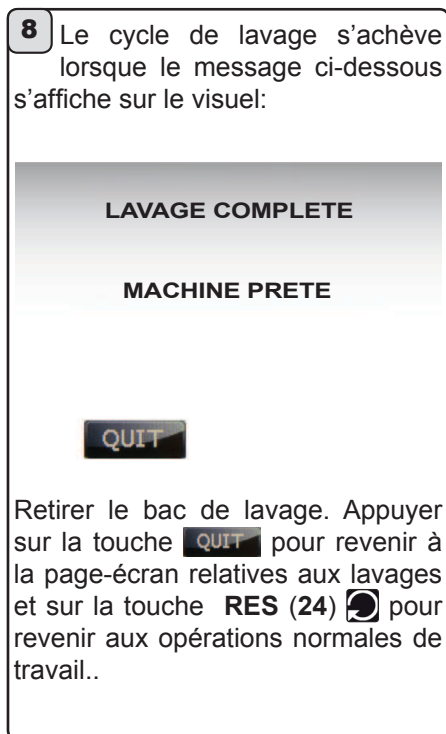 8 Le cycle de lavage s’achève
lorsque le message ci-dessous
s’affiche sur le visuel:
LAVAGE COMPLETE
MACHINE PRETE
QUIT
Retirer le bac de lavage. Appuyer
sur la touche QUIT pour revenir à
la page-écran relatives aux lavages
et sur la touche RES (24) pour
revenir aux opérations normales de
travail..